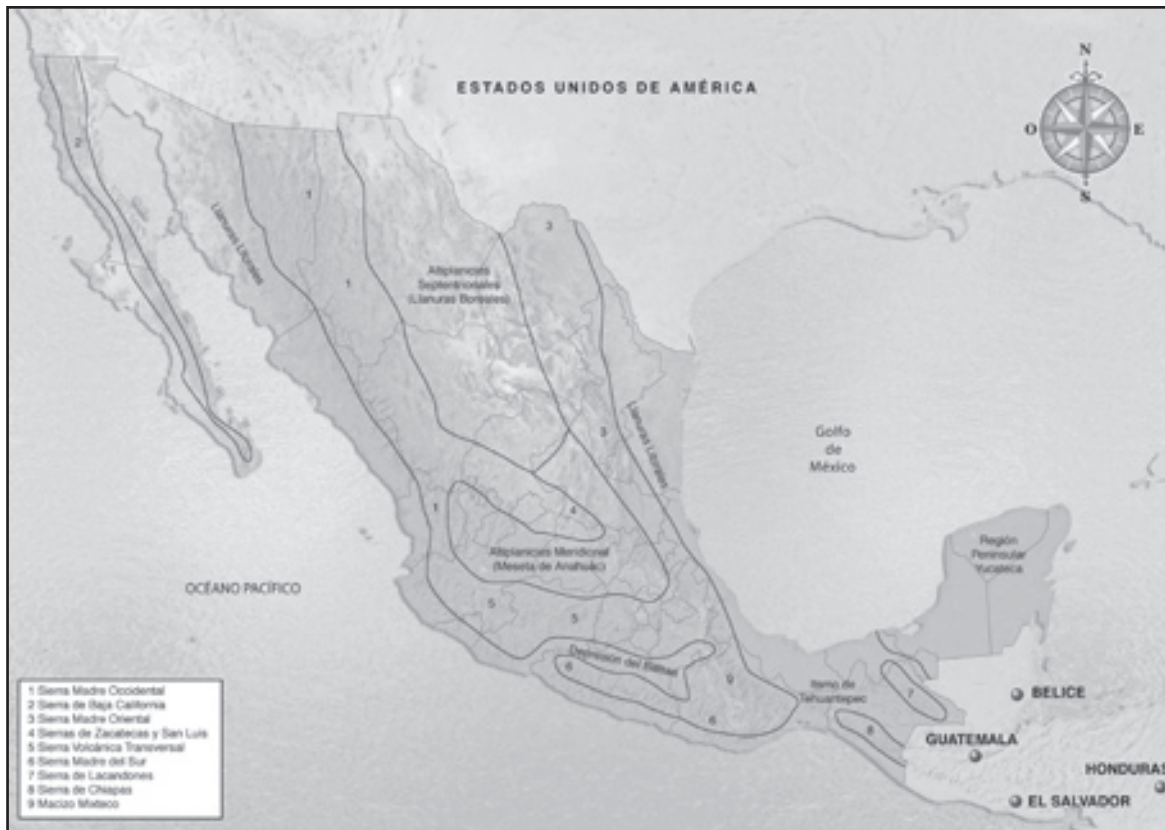 ESTADOS UNIDOS DE AMÉRICA
N
O
E
S
2
1
3
Llanuras Litorales
1
Altiplanicies
Septentrionales
(Llanuras Boreales)
Llanuras Litorales
3
Golfo
de
México
1
4
Altiplanicies Meridional
(Meseta de Anahuác)
Región
Peninsular
Yucateca
OCÉANO PACÍFICO
5
5
Depresión del Balsas
6
9
Istmo de
Tehuantepec
7
6
8
BELICE
GUATEMALA
HONDURAS
EL SALVADOR
1 Sierra Madre Occidental
2 Sierra de Baja California
3 Sierra Madre Oriental
4 Sierras de Zacatecas y San Luis
5 Sierra Volcánica Transversal
6 Sierra Madre del Sur
7 Sierra de Lacandones
8 Sierra de Chiapas
9 Macizo Mixteco